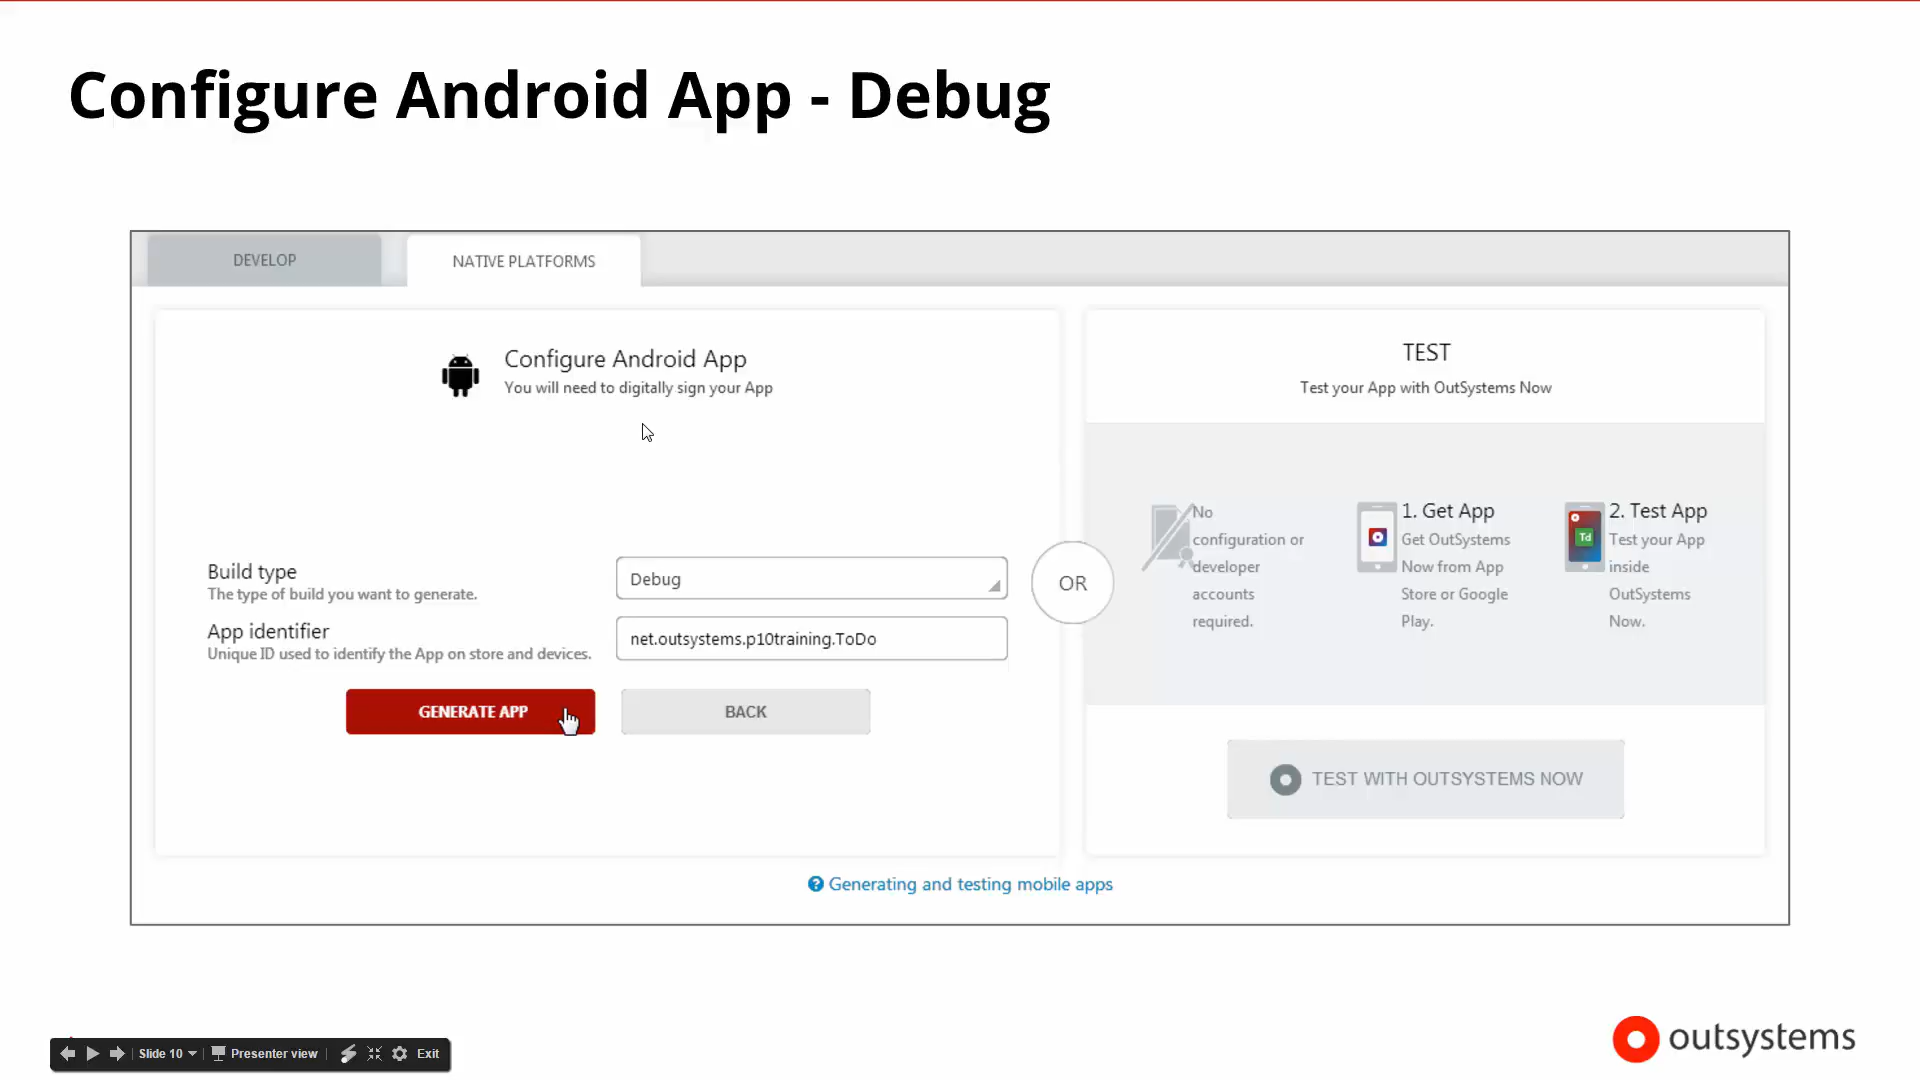 Configure Android App - Debug
DEVELOP
NATIVE PLATFORMS
Configure Android App
You will need to digitally sign your App
Build type
The type of build you want to generate.
Debug
App identifier
Unique ID used to identify the App on store and devices.
net.outsystems.p10training.ToDo
GENERATE APP
BACK
OR
TEST
Test your App with OutSystems Now
No
configuration or
developer
accounts
required.
1. Get App
Get OutSystems
Now from App
Store or Google
Play.
Td
2. Test App
Test your App
inside
OutSystems
Now.
TEST WITH OUTSYSTEMS NOW
Generating and testing mobile apps
Slide 10
Presenter view
Exit
outsystems